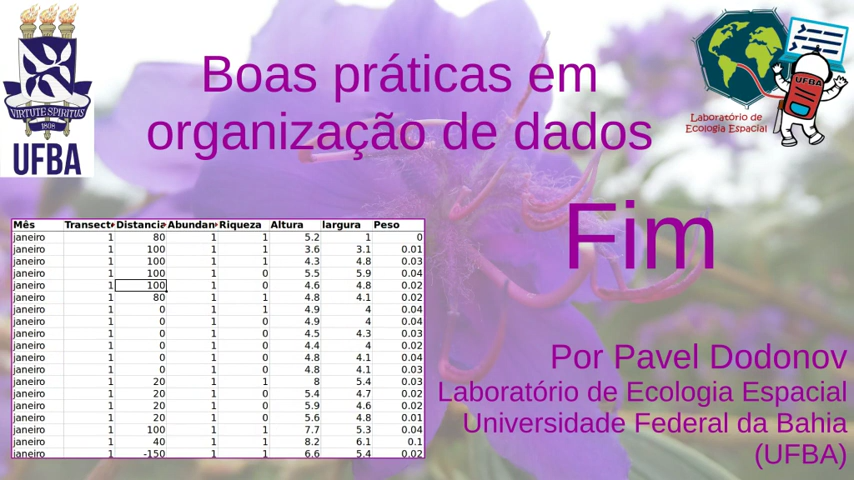 Boas práticas em
organização de dados
VIRTUTE SPIRITUS
1808
UFBA
UFBA
Laboratório de
Ecologia Espacial
Fim
Mês Transect Distancia Abundan Riqueza Altura largura Peso
janeiro 1 80 1 1 5.2 1 0
janeiro 1 100 1 1 3.6 3.1 0.01
janeiro 1 100 1 1 4.3 4.8 0.03
janeiro 1 100 1 0 5.5 5.9 0.04
janeiro 1 100 1 0 4.6 4.8 0.02
janeiro 1 80 1 1 4.8 4.1 0.02
janeiro 1 0 1 1 4.9 4 0.04
janeiro 1 0 1 0 4.9 4 0.04
janeiro 1 0 1 0 4.5 4.3 0.03
janeiro 1 0 1 0 4.4 4 0.02
janeiro 1 0 1 0 4.8 4.1 0.04
janeiro 1 0 1 0 4.8 4.1 0.03
janeiro 1 20 1 1 8 5.4 0.03
janeiro 1 20 1 0 5.4 4.7 0.02
janeiro 1 20 1 0 5.9 4.6 0.02
janeiro 1 20 1 0 5.6 4.8 0.01
janeiro 1 100 1 1 7.7 5.3 0.04
janeiro 1 40 1 1 8.2 6.1 0.1
janeiro 1 -150 1 1 6.6 5.4 0.02
Por Pavel Dodonov
Laboratório de Ecologia Espacial
Universidade Federal da Bahia
(UFBA)